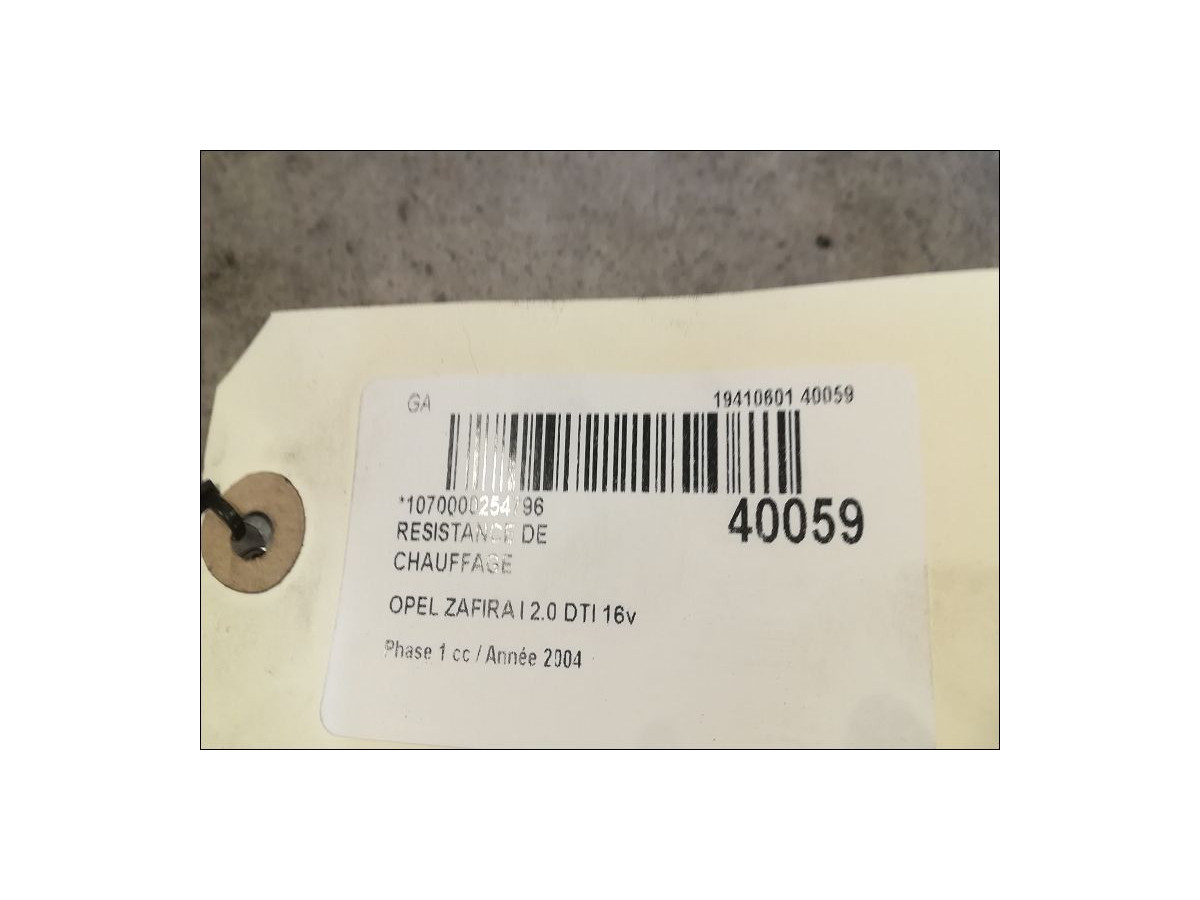 GA 19410601 40059
*1070000254796
40059
RESISTANCE DE
CHAUFFAGE
OPEL ZAFIRA I 2.0 DTI 16v
Phase 1 cc / Année 2004